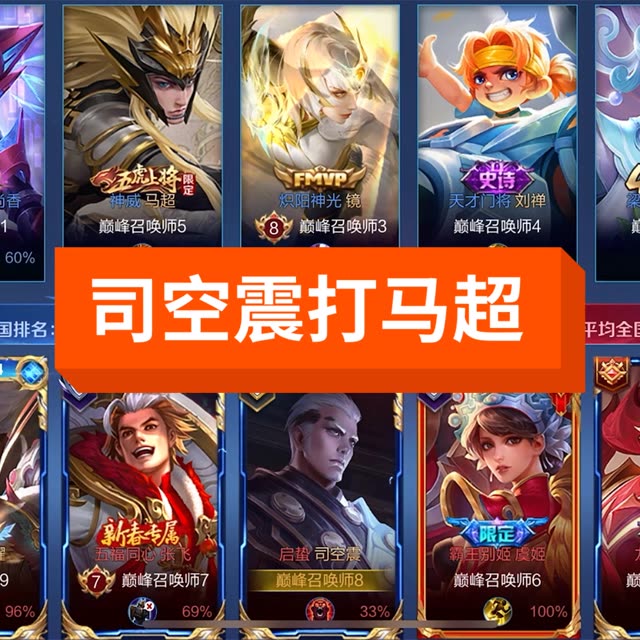 五虎上将 限定
FMVP
史诗
尚香
神威 马超
炽阳神光 镜
天才门将 刘禅
1
巅峰召唤师5
8 巅峰召唤师3
巅峰召唤师4
60%
司空震打马超
国排名:
平均全国
新春专属
限定
五福同心 张飞
启蛰 司空震
霸王别姬 虞姬
9
7 巅峰召唤师7
巅峰召唤师8
巅峰召唤师6
96%
69%
33%
100%